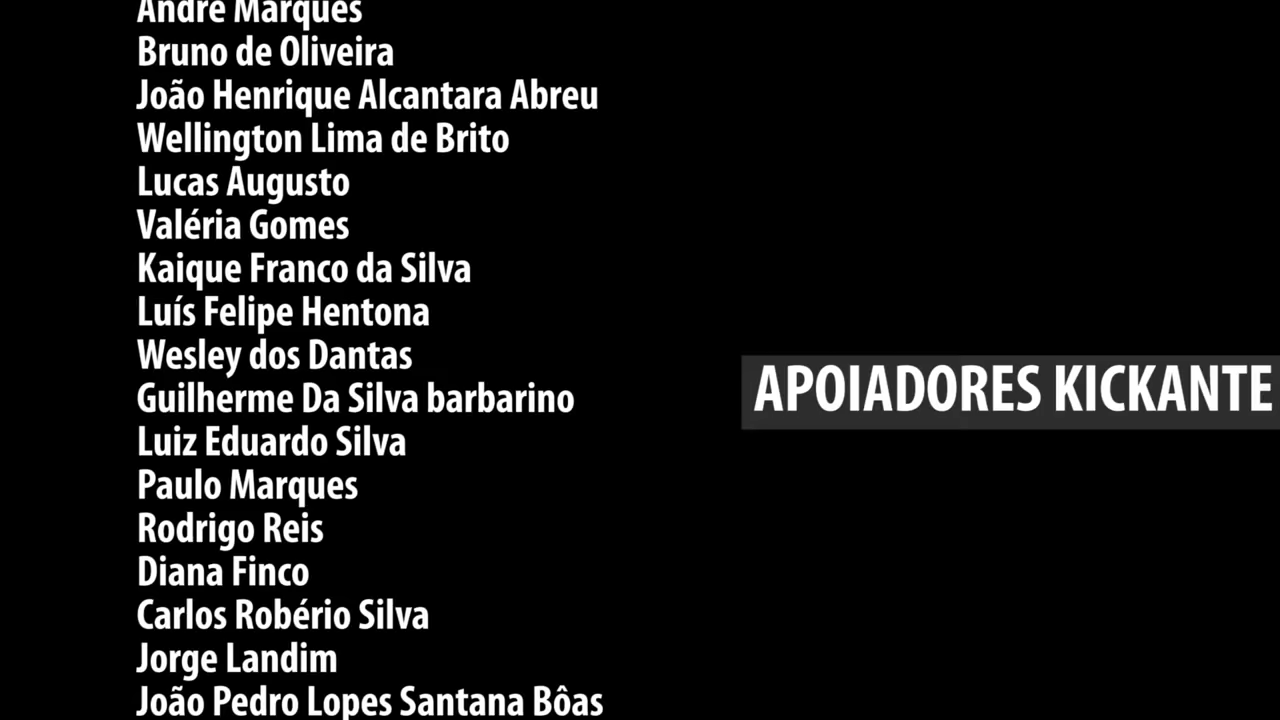 André Marques
Bruno de Oliveira
João Henrique Alcantara Abreu
Wellington Lima de Brito
Lucas Augusto
Valéria Gomes
Kaique Franco da Silva
Luís Felipe Hentona
Wesley dos Dantas
Guilherme Da Silva barbarino
Luiz Eduardo Silva
Paulo Marques
Rodrigo Reis
Diana Finco
Carlos Robério Silva
Jorge Landim
João Pedro Lopes Santana Bôas
APOIADORES KICKANTE